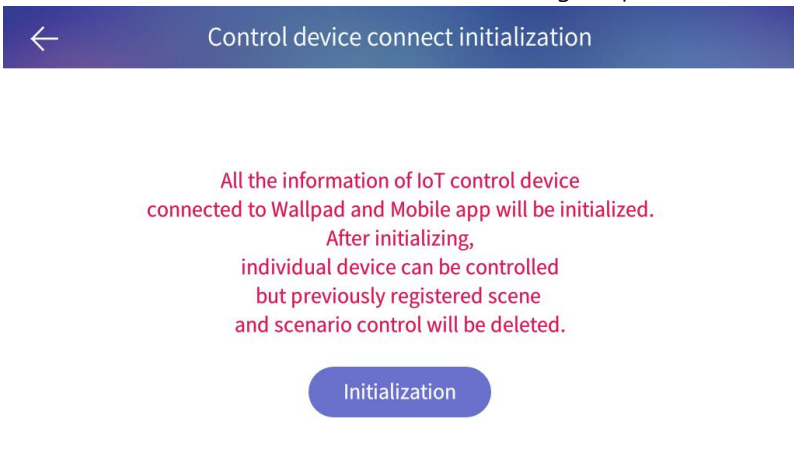 Control device connect initialization
All the information of IoT control device
connected to Wallpad and Mobile app will be initialized.
After initializing,
individual device can be controlled
but previously registered scene
and scenario control will be deleted.
Initialization